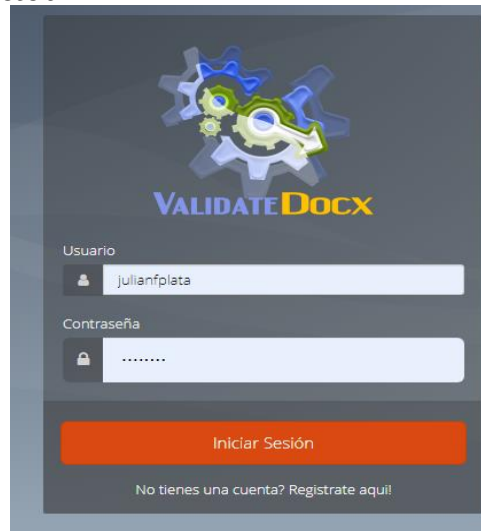 VALIDATEDOCX
Usuario
julianfplata
Contraseña
........
Iniciar Sesión
No tienes una cuenta? Registrate aqui!